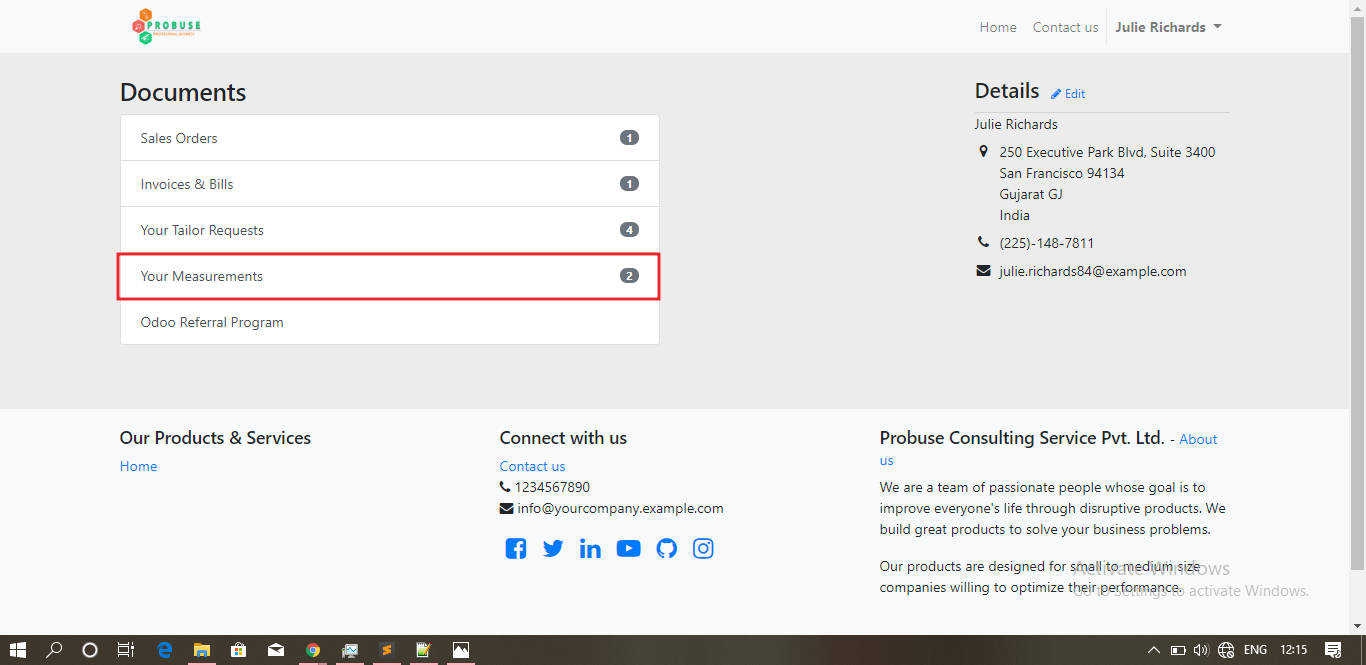 PROBUSE
PROFESSIONAL BUSINESS
Home
Contact us
Julie Richards
Documents
Sales Orders 1
Invoices & Bills 1
Your Tailor Requests 4
Your Measurements 2
Odoo Referral Program
Details Edit
Julie Richards
250 Executive Park Blvd, Suite 3400
San Francisco 94134
Gujarat GJ
India
(225)-148-7811
julie.richards84@example.com
Our Products & Services
Home
Connect with us
Contact us
1234567890
info@yourcompany.example.com
Probuse Consulting Service Pvt. Ltd. - About
us
We are a team of passionate people whose goal is to
improve everyone's life through disruptive products. We
build great products to solve your business problems.
Our products are designed for small to medium size
companies willing to optimize their performance.
Activate Windows
Go to Settings to activate Windows.
ENG
12:15